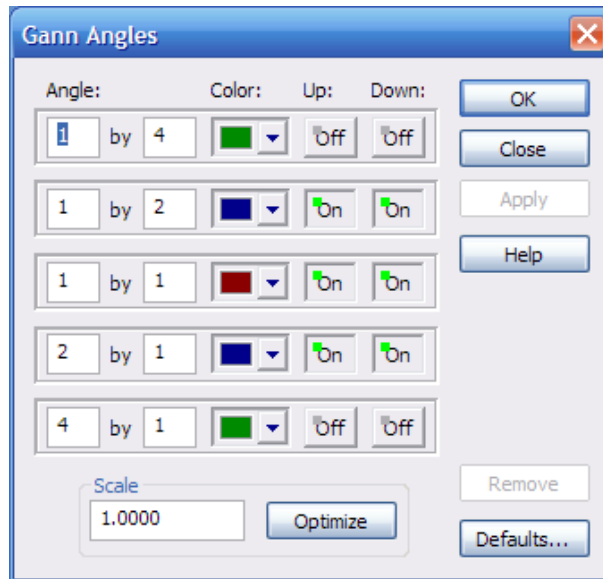 Gann Angles
Angle: Color: Up: Down:
OK
1 by 4 Off Off
Close
1 by 2 On On
Apply
Help
1 by 1 On On
2 by 1 On On
4 by 1 Off Off
Scale
1.0000 Optimize
Remove
Defaults...